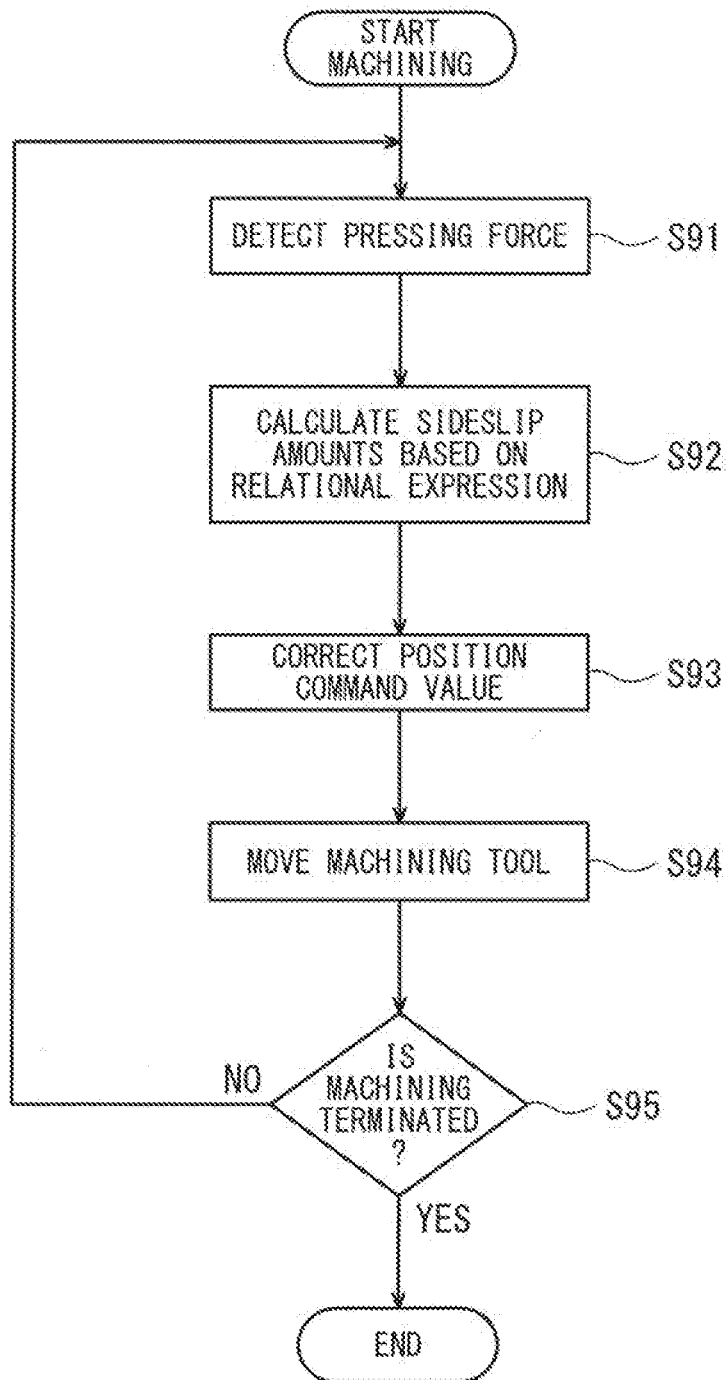 START
MACHINING
DETECT PRESSING FORCE
S91
CALCULATE SIDESLIP
AMOUNTS BASED ON
RELATIONAL EXPRESSION
S92
CORRECT POSITION
COMMAND VALUE
S93
MOVE MACHINING TOOL
S94
IS
MACHINING
TERMINATED
?
S95
NO
YES
END